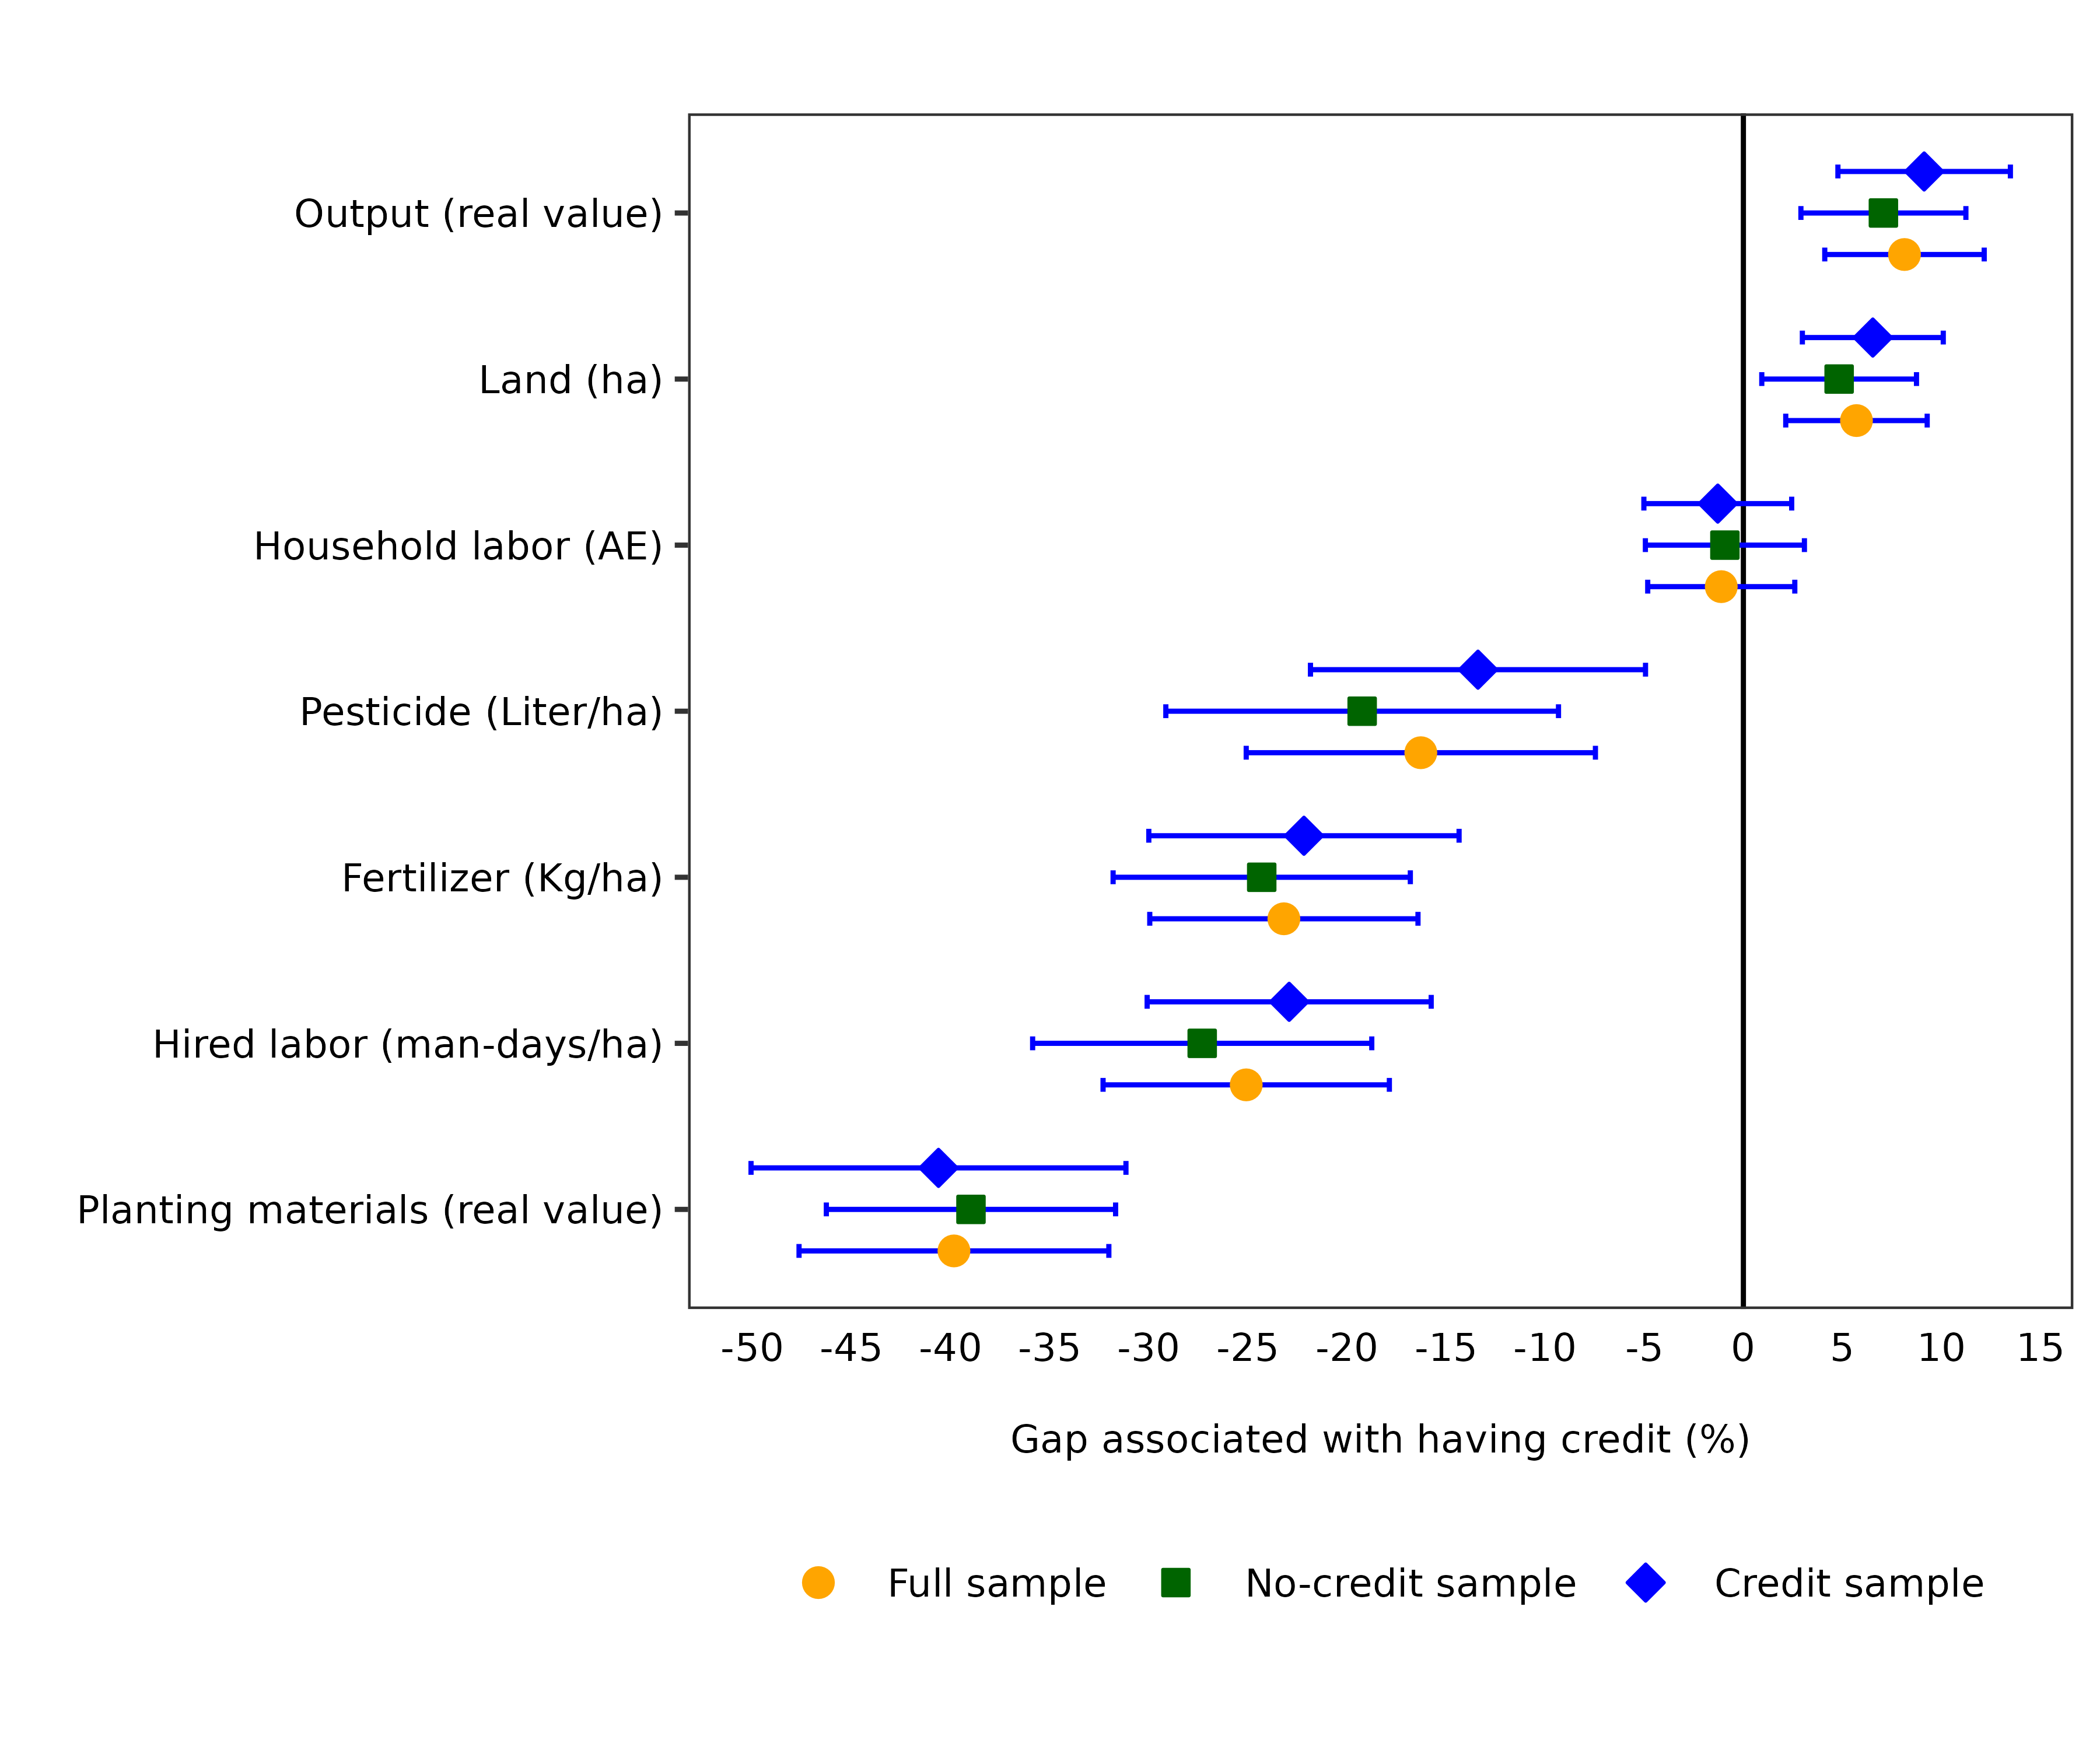 Output (real value)
Land (ha)
Household labor (AE)
Pesticide (Liter/ha)
Fertilizer (Kg/ha)
Hired labor (man-days/ha)
Planting materials (real value)
-50 -45 -40 -35 -30 -25 -20 -15 -10 -5 0 5 10 15
Gap associated with having credit (%)
Full sample No-credit sample Credit sample